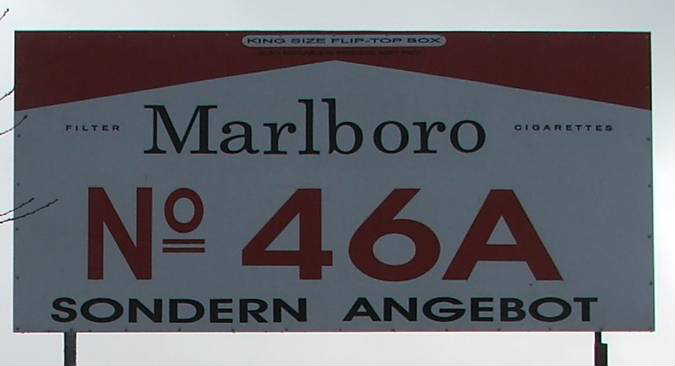 KING SIZE FLIP-TOP BOX
FILTER Marlboro CIGARETTES
Nº 46A
SONDERN ANGEBOT